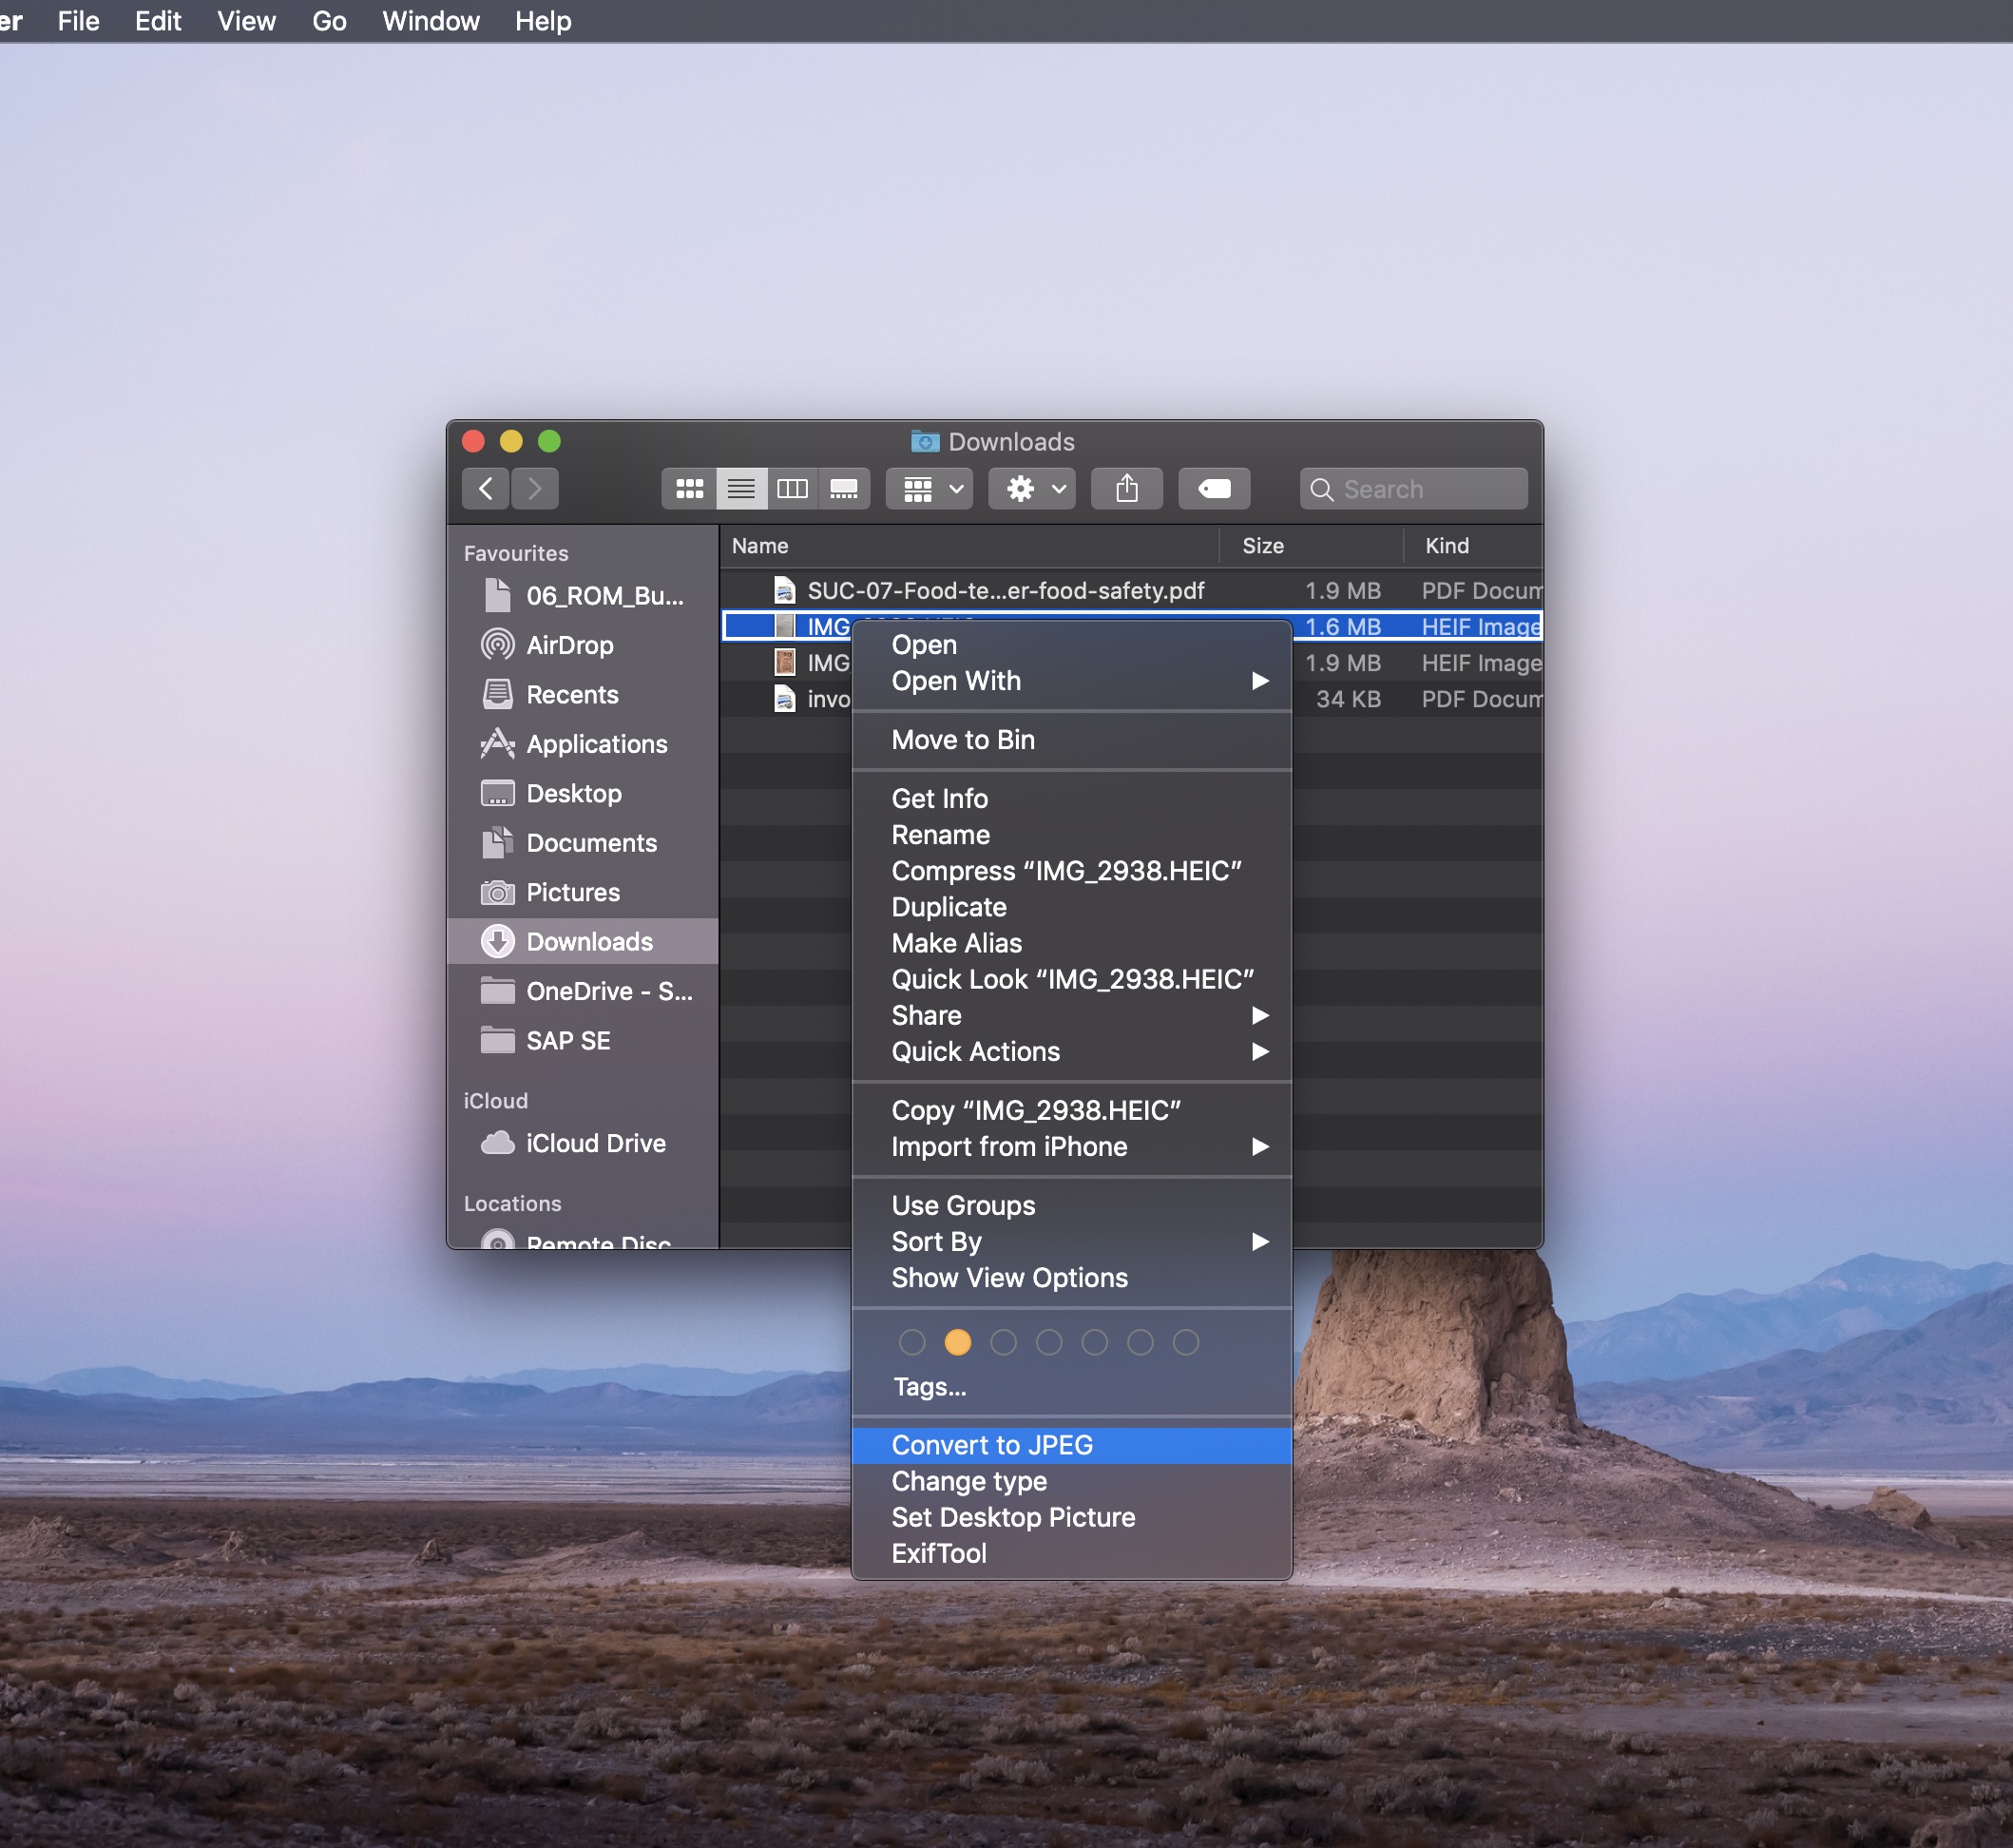 er File Edit View Go Window Help
Downloads
Search
Favourites
06_ROM_Bu...
AirDrop
Recents
Applications
Desktop
Documents
Pictures
Downloads
OneDrive - S...
SAP SE
iCloud
iCloud Drive
Locations
Remote Disc
Name Size Kind
SUC-07-Food-te...er-food-safety.pdf 1.9 MB PDF Docum
IMG 1.6 MB HEIF Image
IMG 1.9 MB HEIF Image
invo 34 KB PDF Docum
Open
Open With
Move to Bin
Get Info
Rename
Compress “IMG_2938.HEIC”
Duplicate
Make Alias
Quick Look “IMG_2938.HEIC”
Share
Quick Actions
Copy “IMG_2938.HEIC”
Import from iPhone
Use Groups
Sort By
Show View Options
Tags...
Convert to JPEG
Change type
Set Desktop Picture
ExifTool